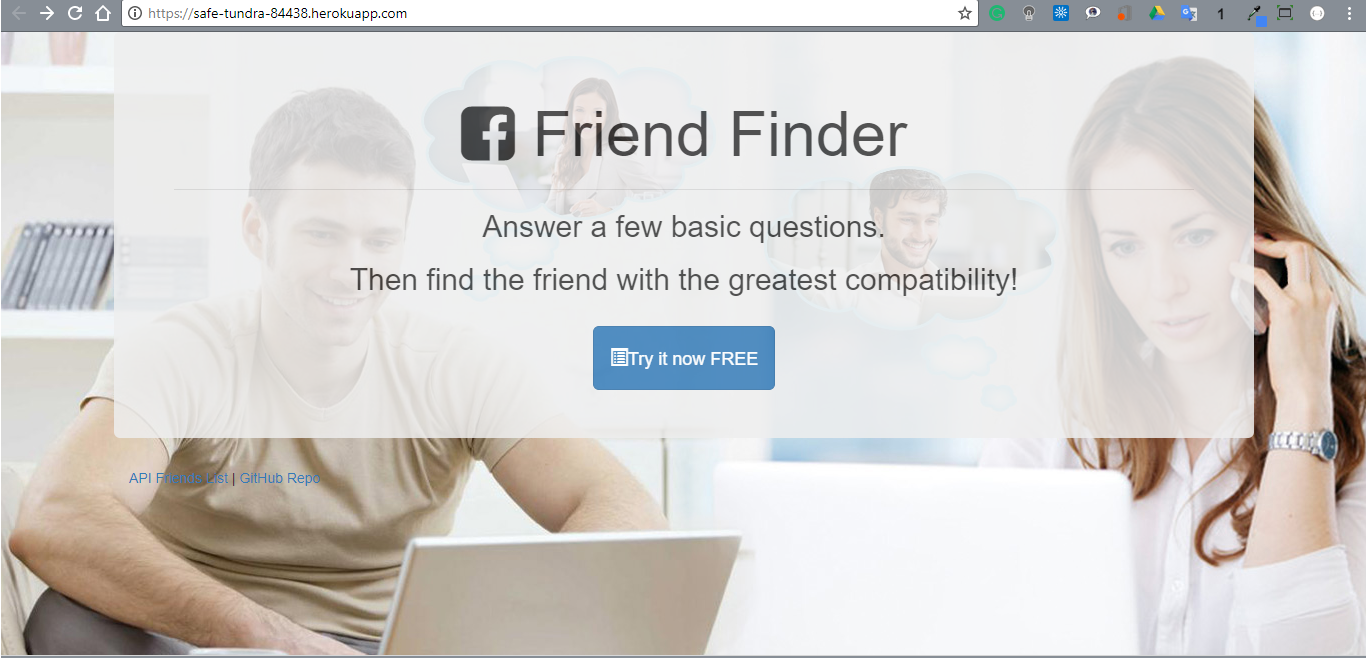 https://safe-tundra-84438.herokuapp.com
1
Friend Finder
Answer a few basic questions.
Then find the friend with the greatest compatibility!
Try it now FREE
API Friends List | GitHub Repo